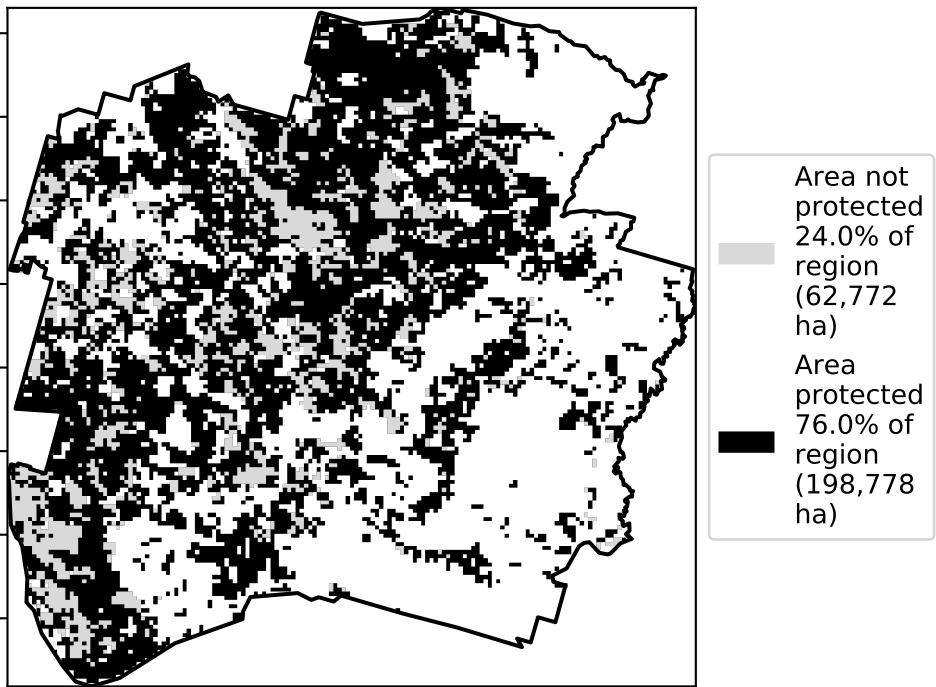 Area not
protected
24.0% of
region
(62,772
ha)
Area
protected
76.0% of
region
(198,778
ha)